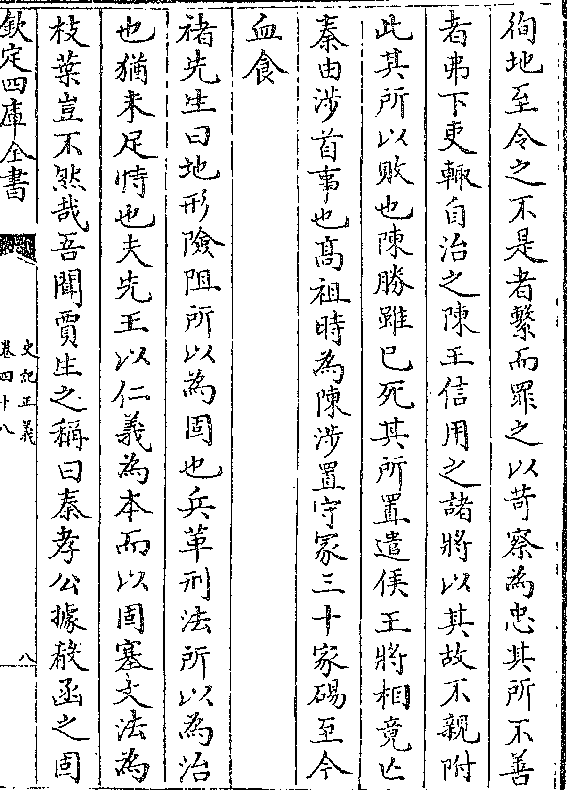 徇地至令之不是者繫而罪之以苛察為忠其所不善
者弗下吏輙自治之陳王信用之諸將以其故不親附
此其所以敗也陳勝雖已死其所置遣侯王將相竟亡
秦由涉首事也髙祖時為陳涉置守冢三十家碭至今
血食
褚先生曰地形險阻所以為固也兵革刑法所以為治
也猶未足恃也夫先王以仁義為本而以固塞文法為
枝葉豈不然哉吾聞賈生之稱曰秦孝公據殽函之固
欽定四庫全書
史記正義
卷四十八
八